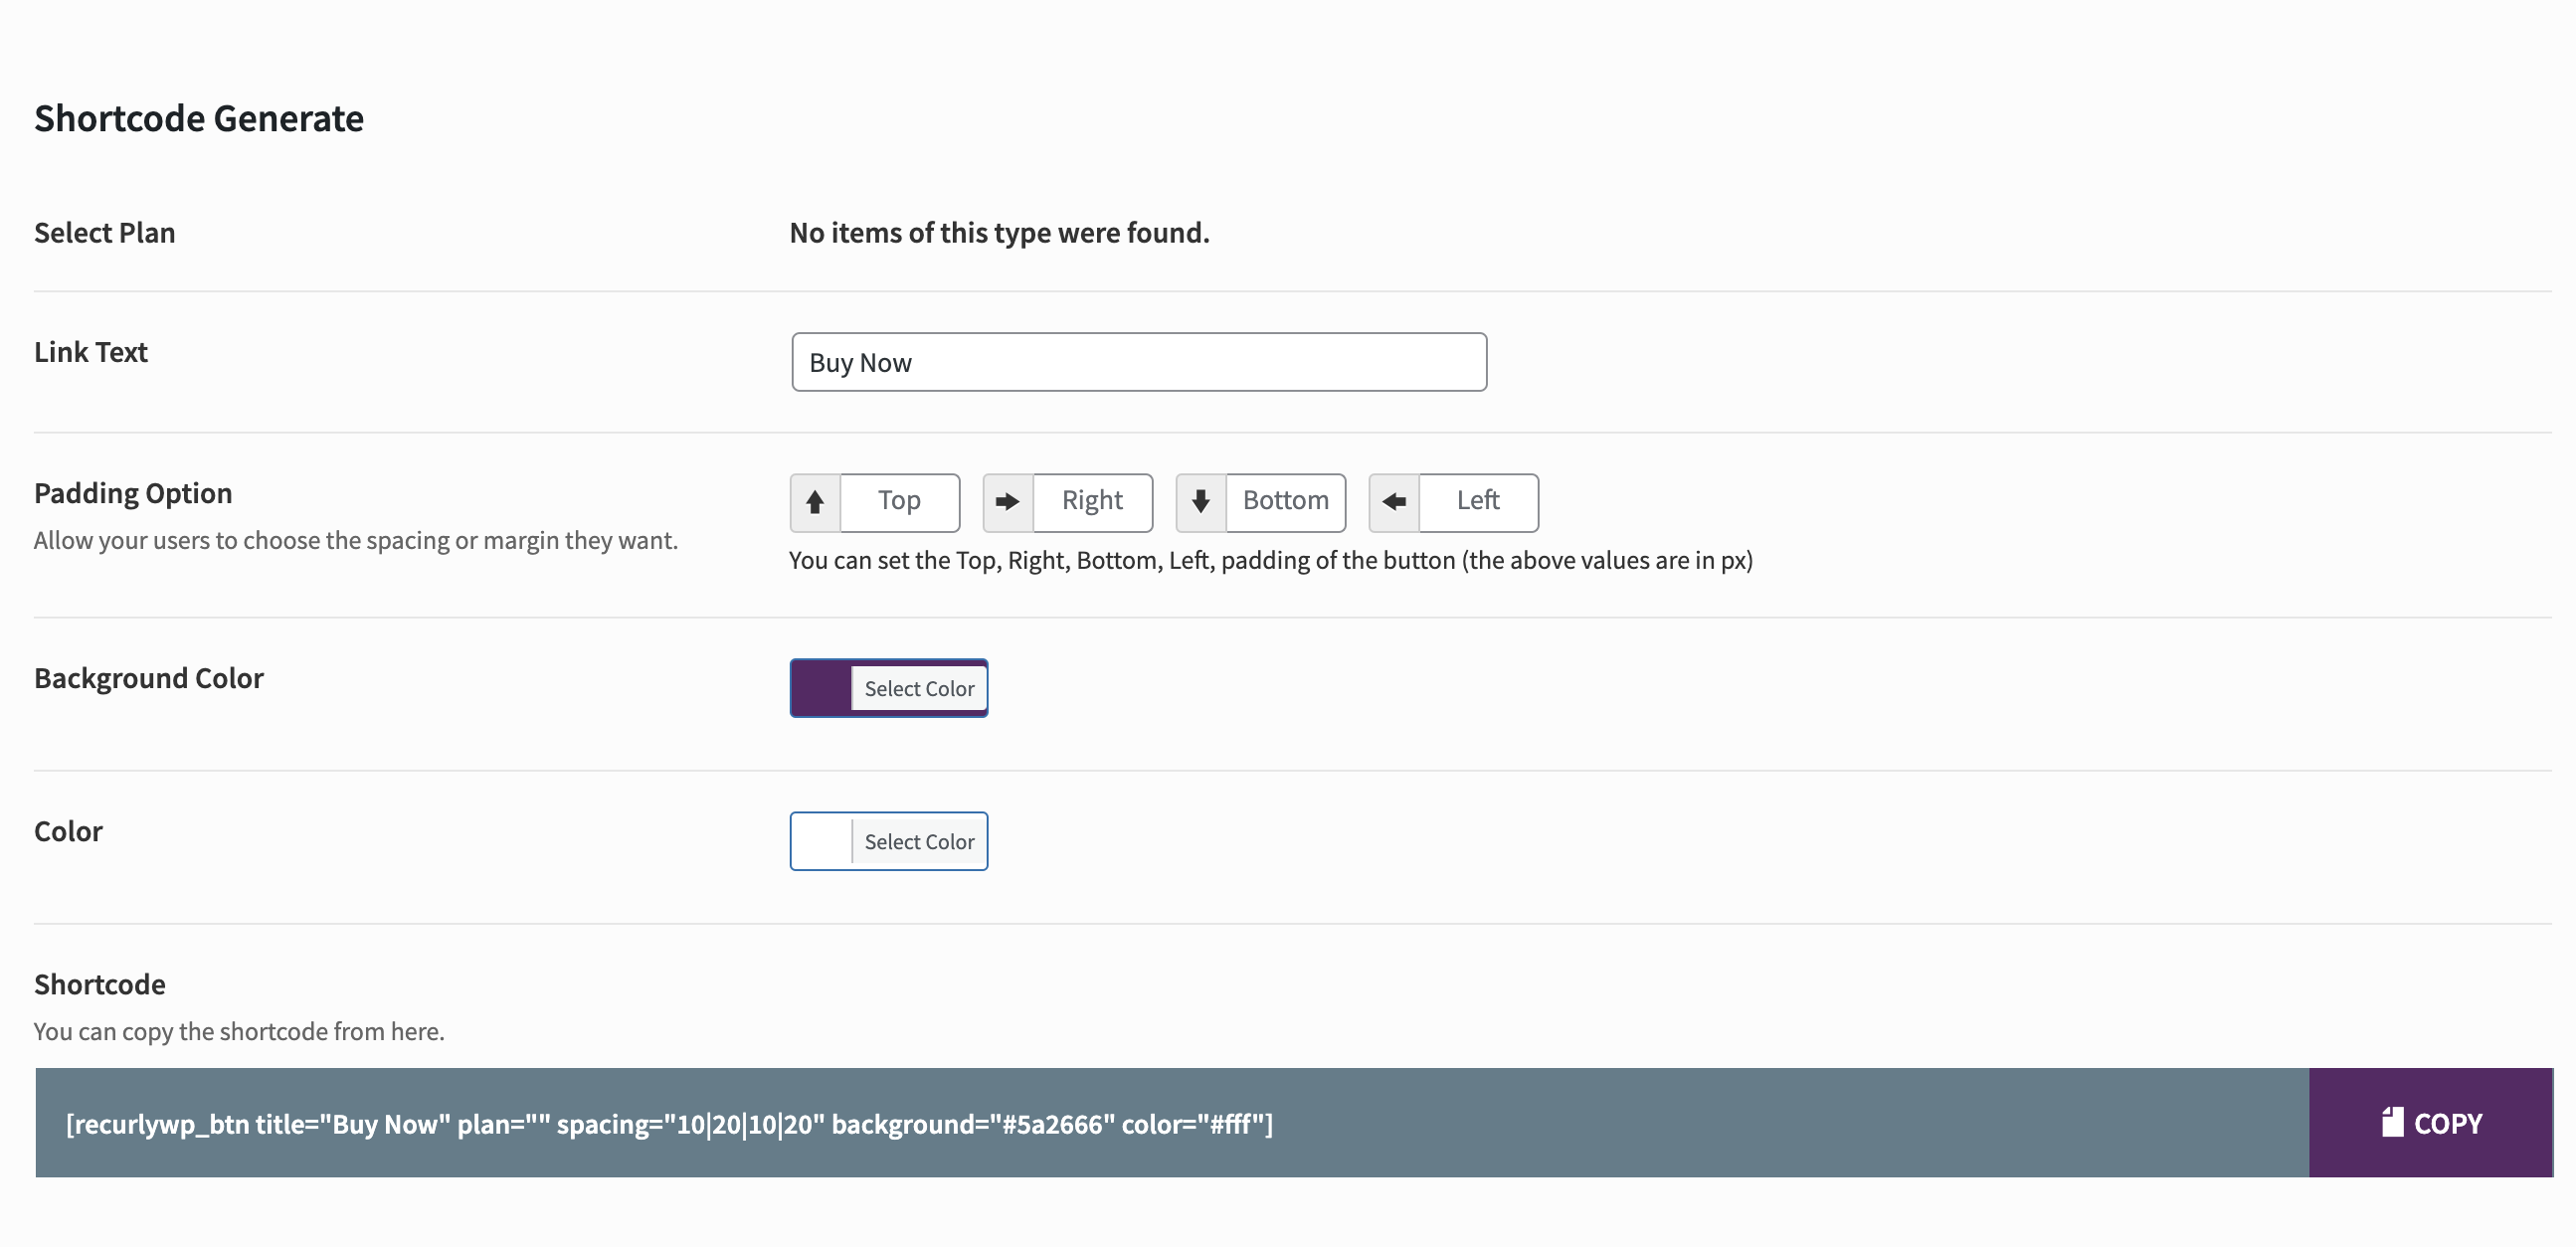 Shortcode Generate
Select Plan
No items of this type were found.
Link Text
Buy Now
Padding Option
Allow your users to choose the spacing or margin they want.
Top
Right
Bottom
Left
You can set the Top, Right, Bottom, Left, padding of the button (the above values are in px)
Background Color
Select Color
Color
Select Color
Shortcode
You can copy the shortcode from here.
[recurlywp_btn title="Buy Now" plan="" spacing="10|20|10|20" background="#5a2666" color="#fff"]
COPY